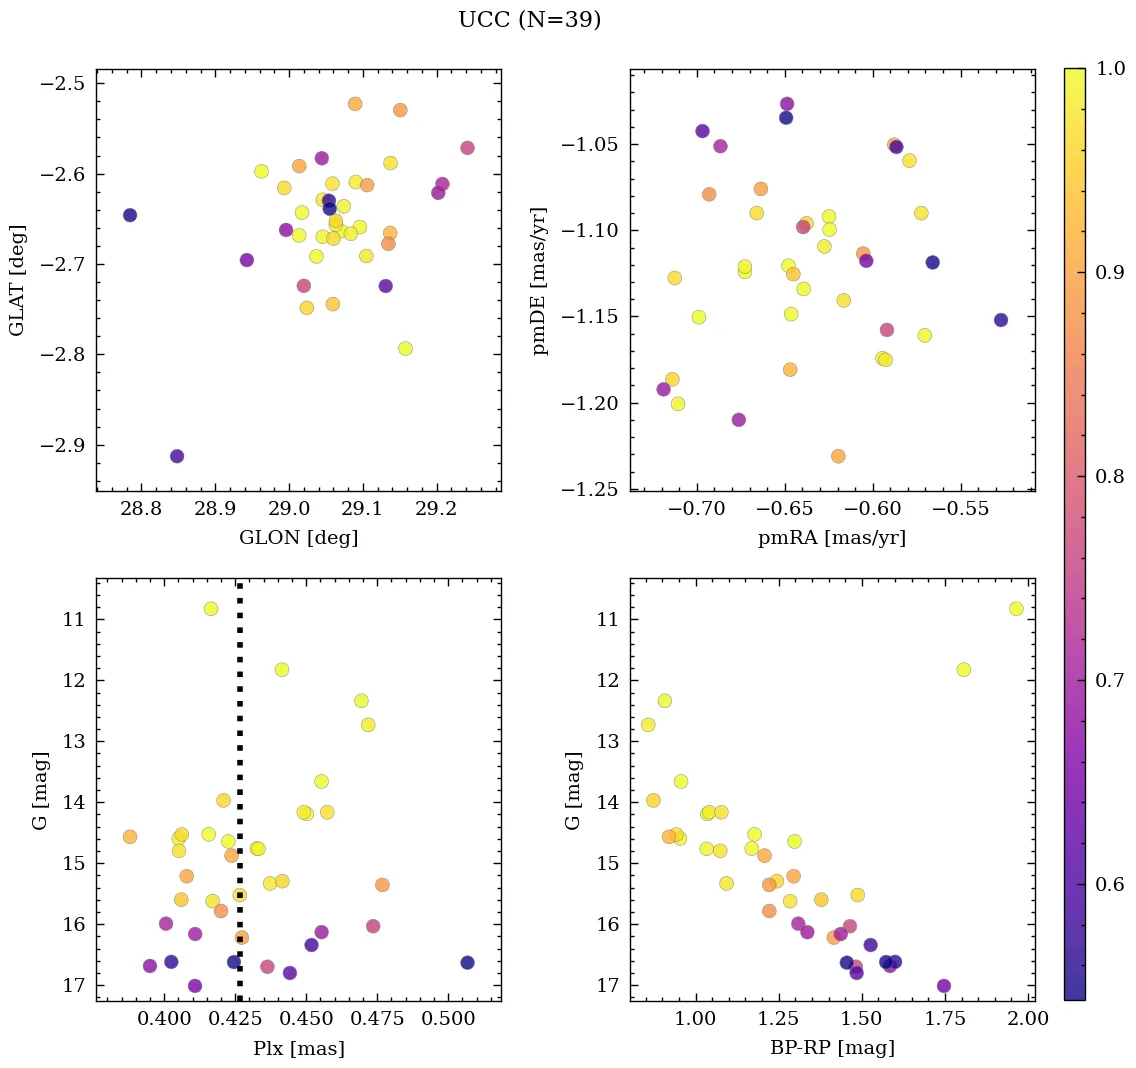 UCC (N=39)
−2.5
−2.6
−2.7
−2.8
−2.9
GLAT [deg]
28.8 28.9 29.0 29.1 29.2
GLON [deg]
−1.05
−1.10
−1.15
−1.20
−1.25
pmDE [mas/yr]
−0.70 −0.65 −0.60 −0.55
pmRA [mas/yr]
1.0
0.9
0.8
0.7
0.6
11
12
13
14
15
16
17
G [mag]
0.400 0.425 0.450 0.475 0.500
Plx [mas]
11
12
13
14
15
16
17
G [mag]
1.00 1.25 1.50 1.75 2.00
BP-RP [mag]